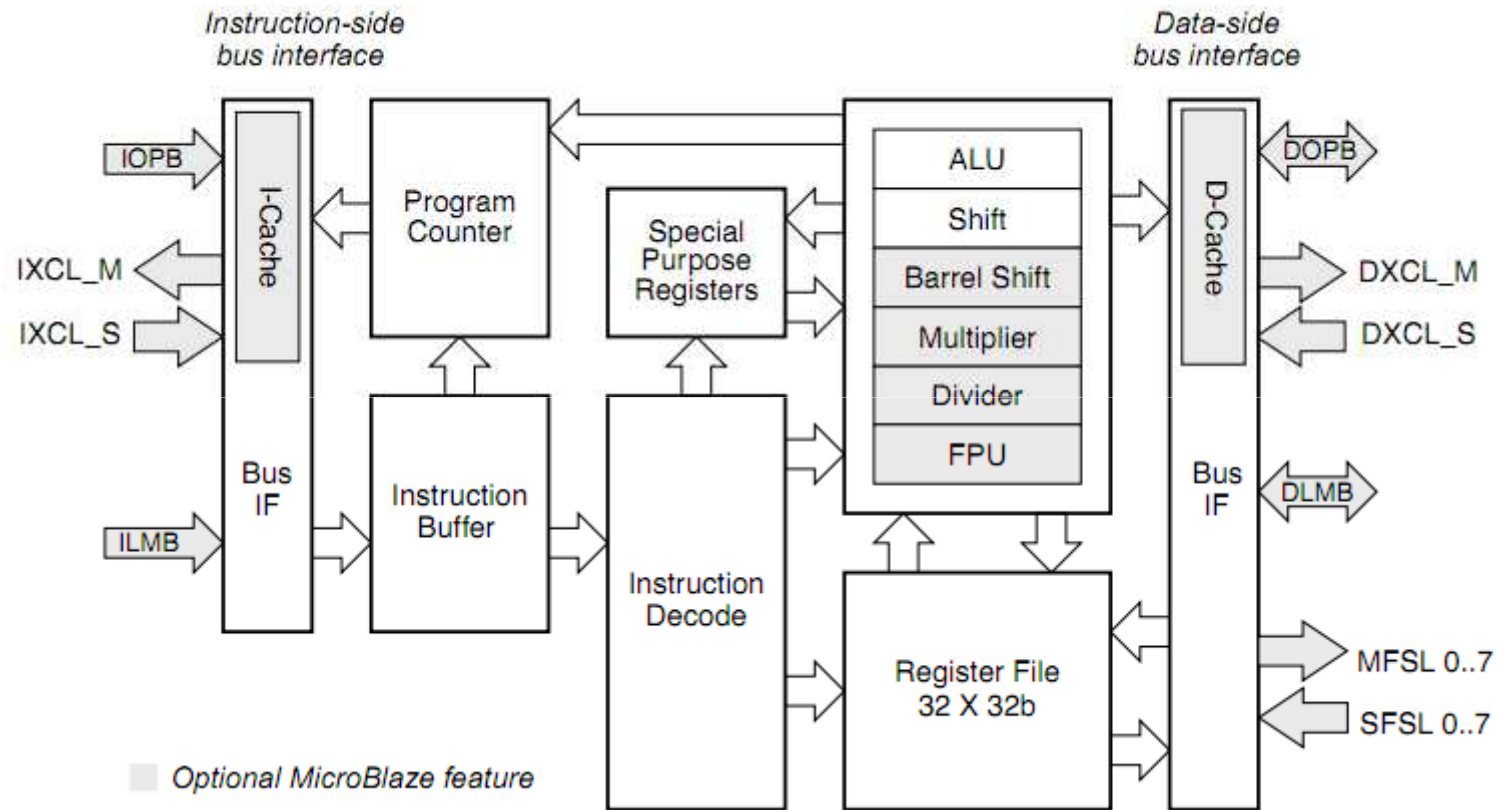 Instruction-side
bus interface
Data-side
bus interface
IOPB
IXCL_M
IXCL_S
ILMB
I-Cache
Bus
IF
Program
Counter
Special
Purpose
Registers
Instruction
Buffer
Instruction
Decode
ALU
Shift
Barrel Shift
Multiplier
Divider
FPU
Register File
32 X 32b
D-Cache
Bus
IF
DOPB
DXCL_M
DXCL_S
DLMB
MFSL 0..7
SFSL 0..7
Optional MicroBlaze feature